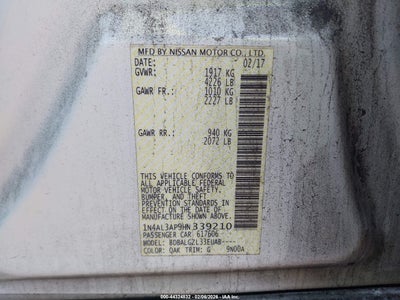 MFD BY NISSAN MOTOR CO., LTD.
DATE: 02/17
GVWR: 1917 KG
4226 LB
GAWR FR.: 1010 KG
2227 LB
GAWR RR.: 940 KG
2072 LB
THIS VEHICLE CONFORMS TO
ALL APPLICABLE FEDERAL
MOTOR VEHICLE SAFETY,
BUMPER, AND THEFT
PREVENTION STANDARDS IN
EFFECT ON THE DATE OF
MANUFACTURE SHOWN ABOVE.
1N4AL3AP9HN339210
PASSENGER CAR 617606
MODEL: BDBALGZL33EUAB-----
COLOR: QAK TRIM: G 9N00A
000-44324832 02/06/2026